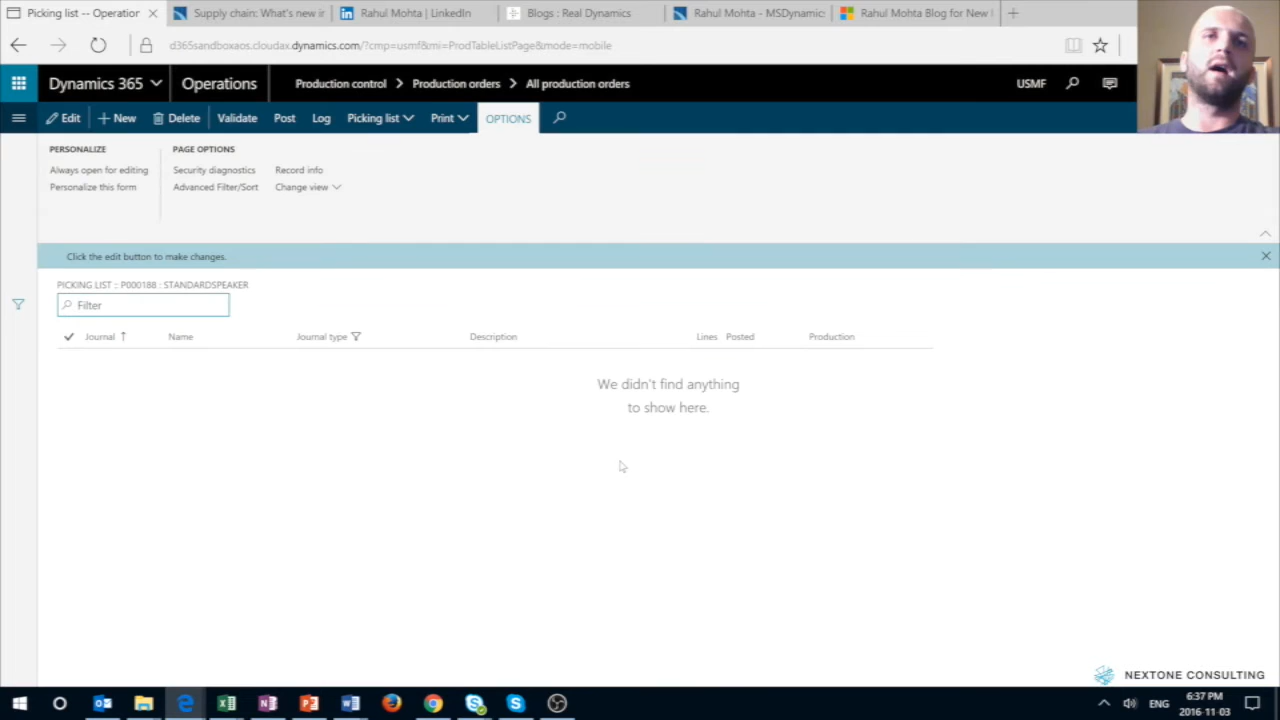 Picking list -- Operation
Supply chain: What's new in
Rahul Mohta | LinkedIn
Blogs : Real Dynamics
Rahul Mohta - MSDynamics
Rahul Mohta Blog for New
d365sandboxaos.cloudax.dynamics.com/?cmp=usmf&mi=ProdTableListPage&mode=mobile
Dynamics 365 Operations Production control > Production orders > All production orders USMF
Edit + New Delete Validate Post Log Picking list Print OPTIONS
PERSONALIZE
Always open for editing
Personalize this form
PAGE OPTIONS
Security diagnostics
Advanced Filter/Sort
Record info
Change view
Click the edit button to make changes.
PICKING LIST :: P000188 : STANDARDSPEAKER
Filter
Journal Name Journal type Description Lines Posted Production
We didn't find anything
to show here.
NEXTONE CONSULTING
ENG
6:37 PM
2016-11-03